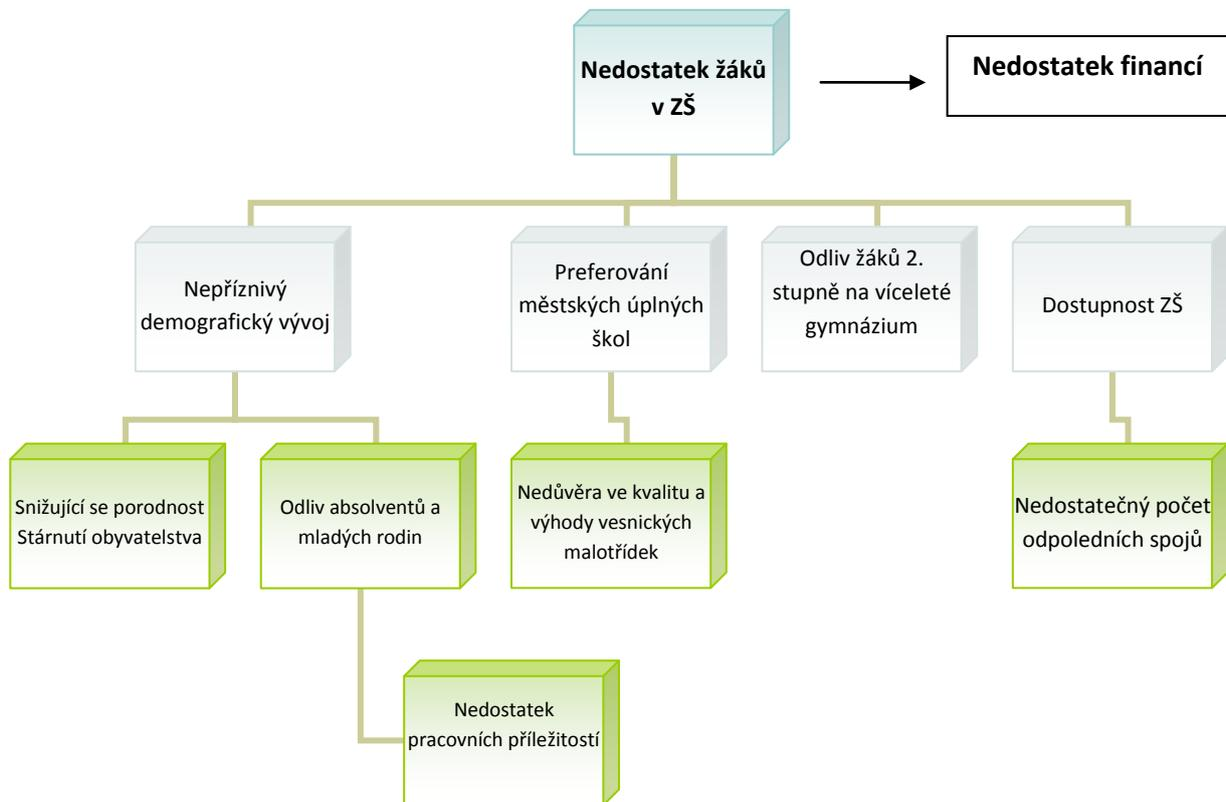 Nedostatek žáků
v ZŠ
Nedostatek financí
Nepříznivý
demografický vývoj
Preferování
městských úplných
škol
Odliv žáků 2.
stupně na víceleté
gymnázium
Dostupnost ZŠ
Snižující se porodnost
Stárnutí obyvatelstva
Odliv absolventů a
mladých rodin
Nedůvěra ve kvalitu a
výhody vesnických
malotřídek
Nedostatečný počet
odpoledních spojů
Nedostatek
pracovních příležitostí